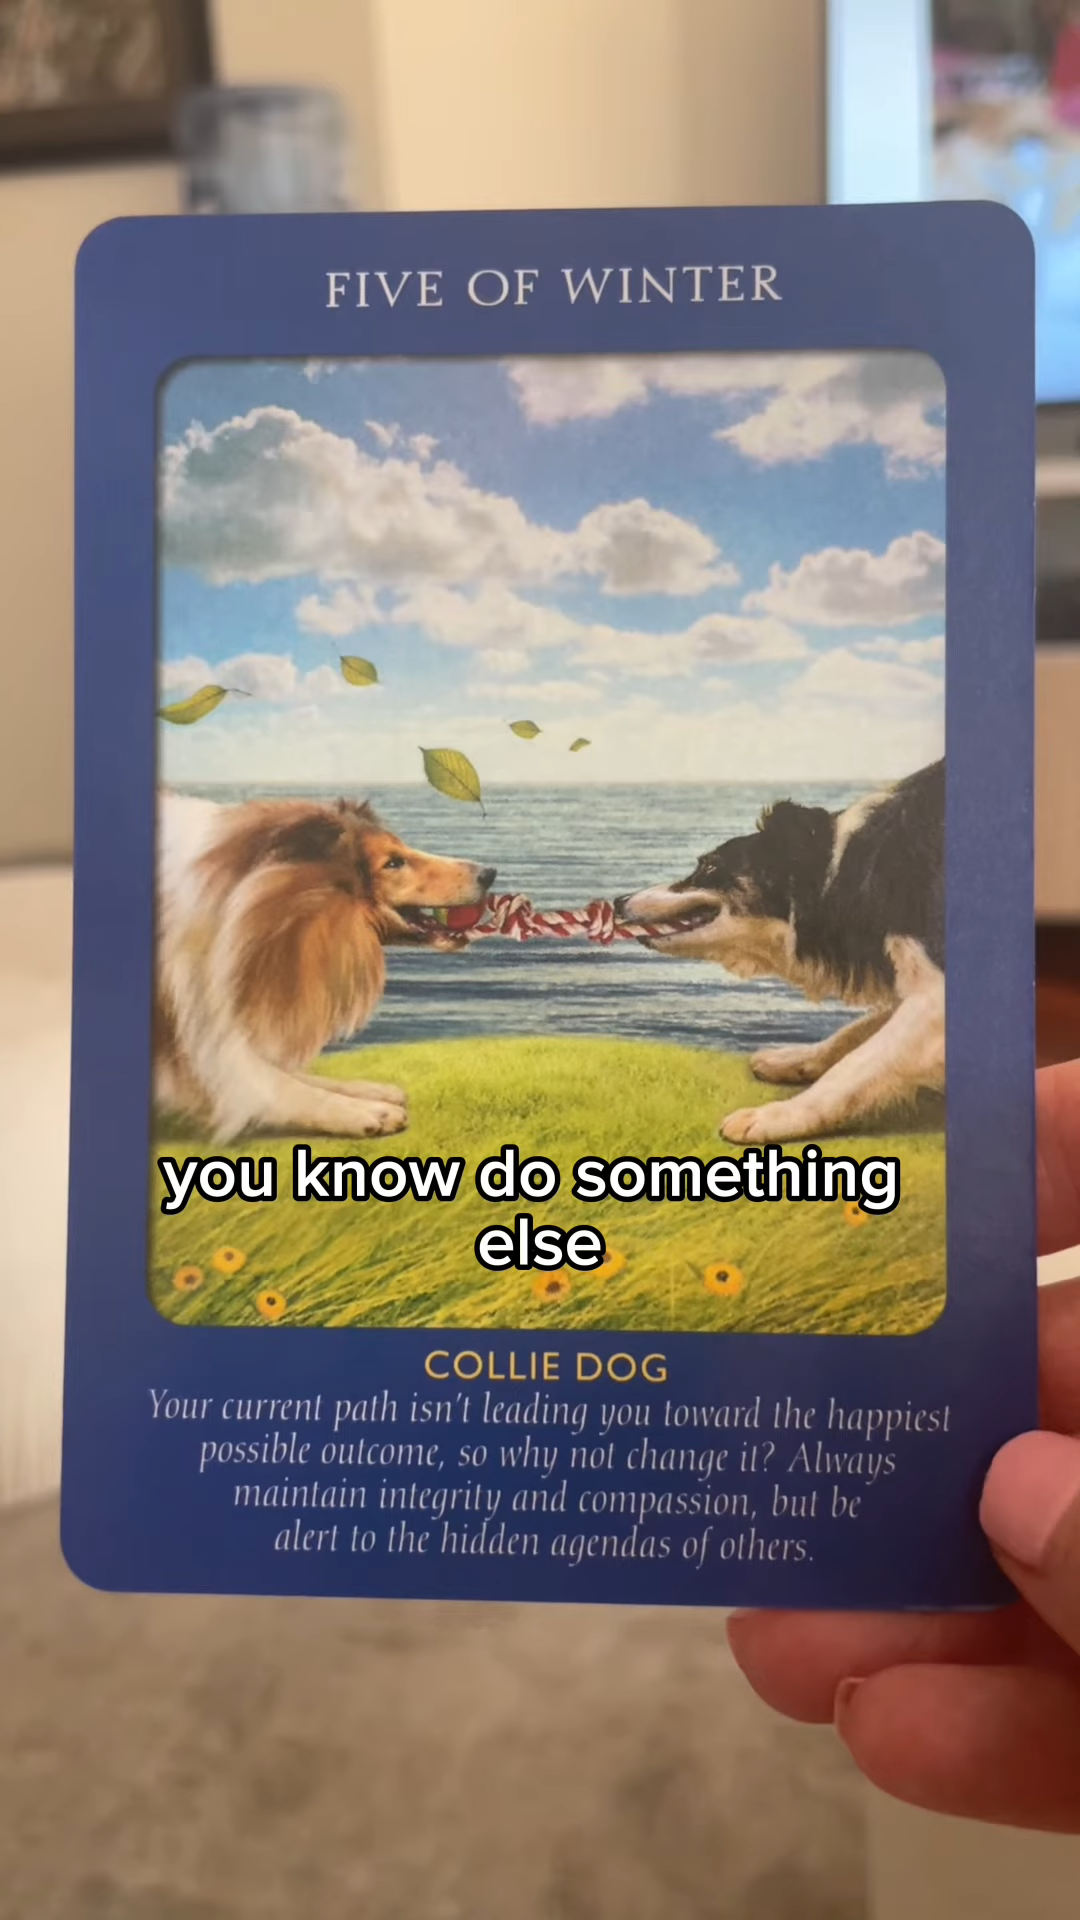 FIVE OF WINTER
you know do something
else
COLLIE DOG
Your current path isn't leading you toward the happiest
possible outcome, so why not change it? Always
maintain integrity and compassion, but be
alert to the hidden agendas of others.